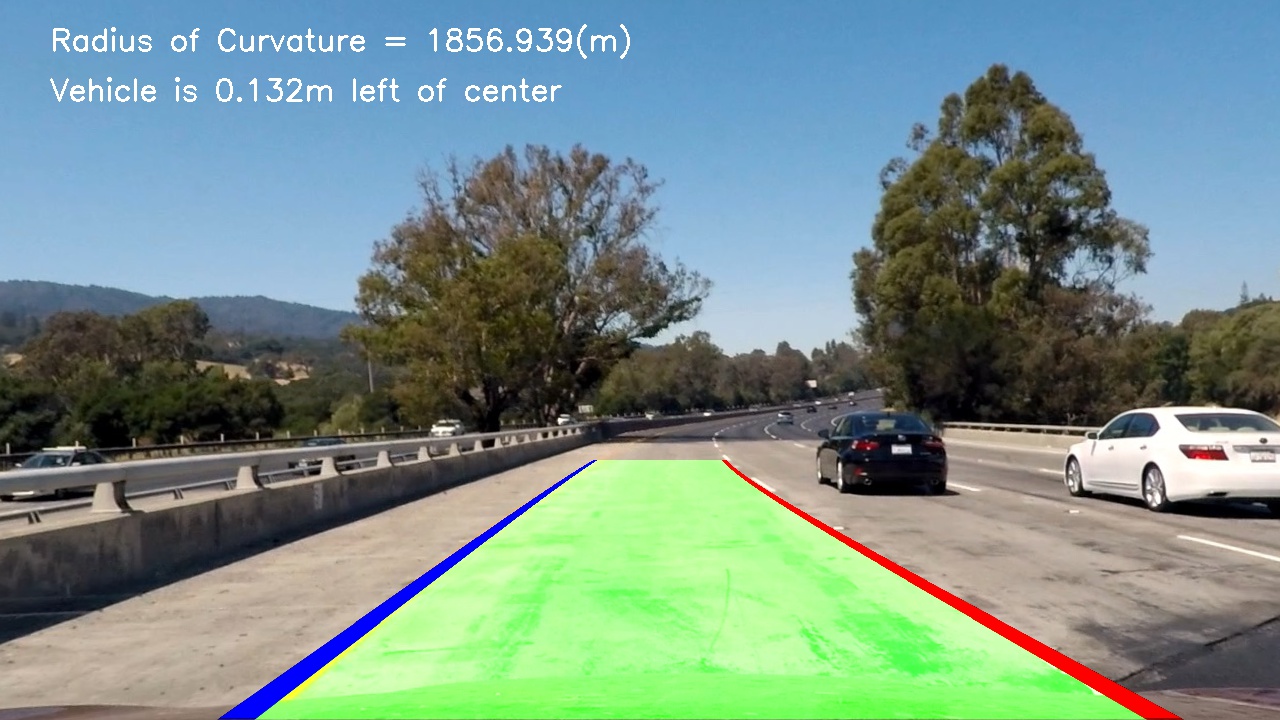 Radius of Curvature = 1856.939(m)
Vehicle is 0.132m left of center